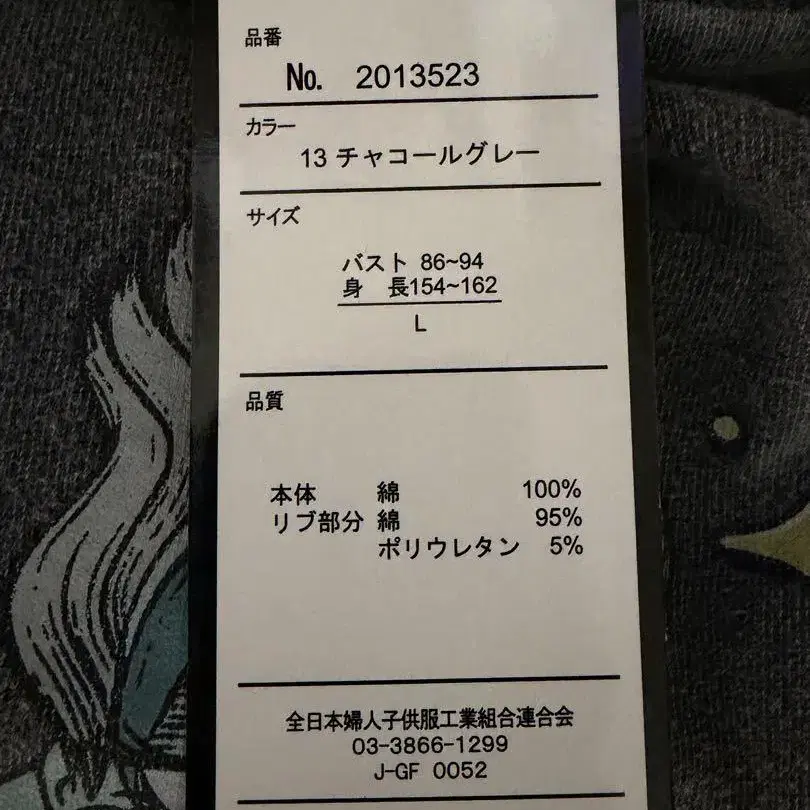 品番
No. 2013523
カラー
13 チャコールグレー
サイズ
バスト 86~94
身 長154~162
L
品質
本体 綿 100%
リブ部分 綿 95%
ポリウレタン 5%
全日本婦人子供服工業組合連合会
03-3866-1299
J-GF 0052